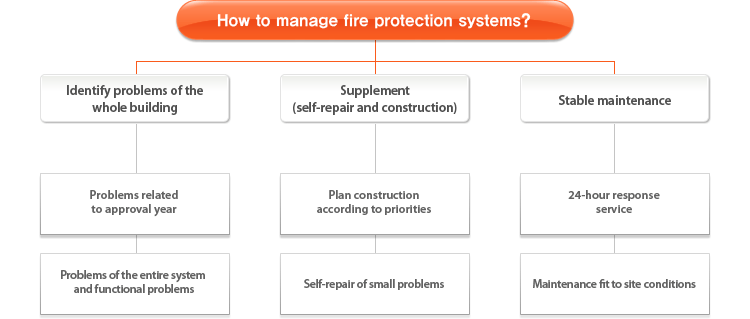 How to manage fire protection systems?
Identify problems of the
whole building
Supplement
(self-repair and construction)
Stable maintenance
Problems related
to approval year
Plan construction
according to priorities
24-hour response
service
Problems of the entire system
and functional problems
Self-repair of small problems
Maintenance fit to site conditions